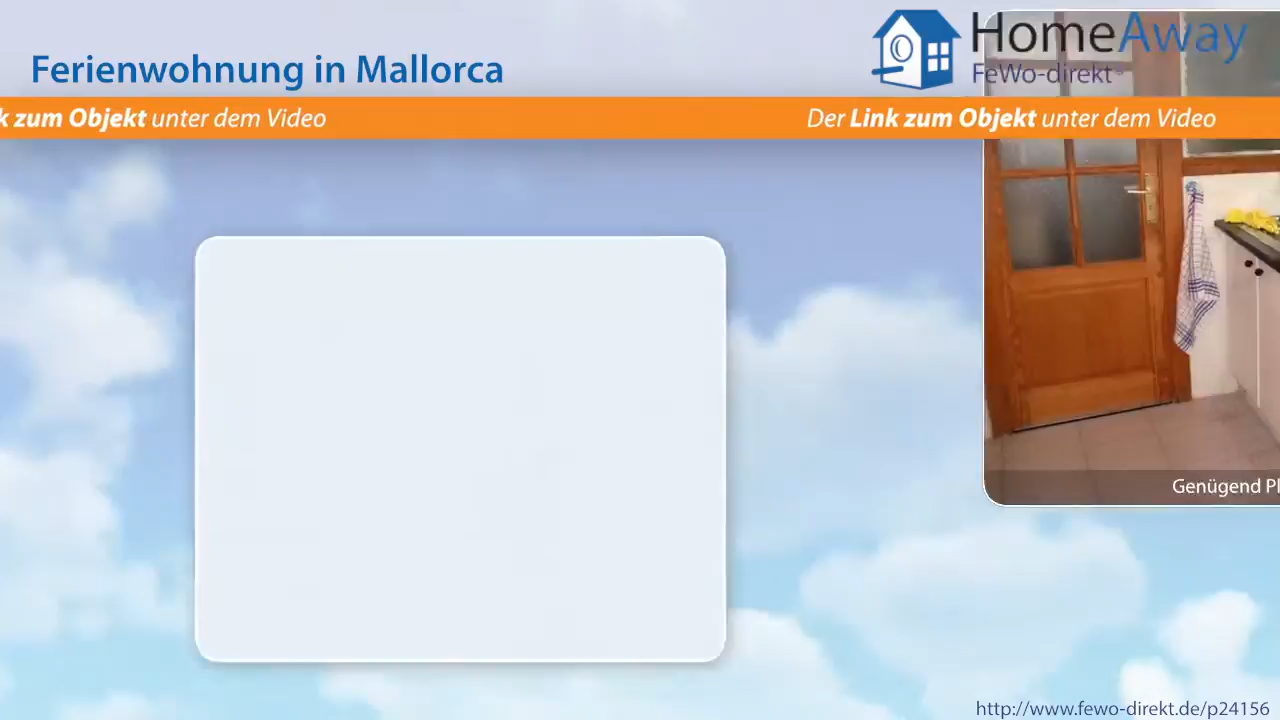 HomeAway
FeWo-direkt®
Ferienwohnung in Mallorca
k zum Objekt unter dem Video
Der Link zum Objekt unter dem Video
Genügend Pl
http://www.fewo-direkt.de/p24156